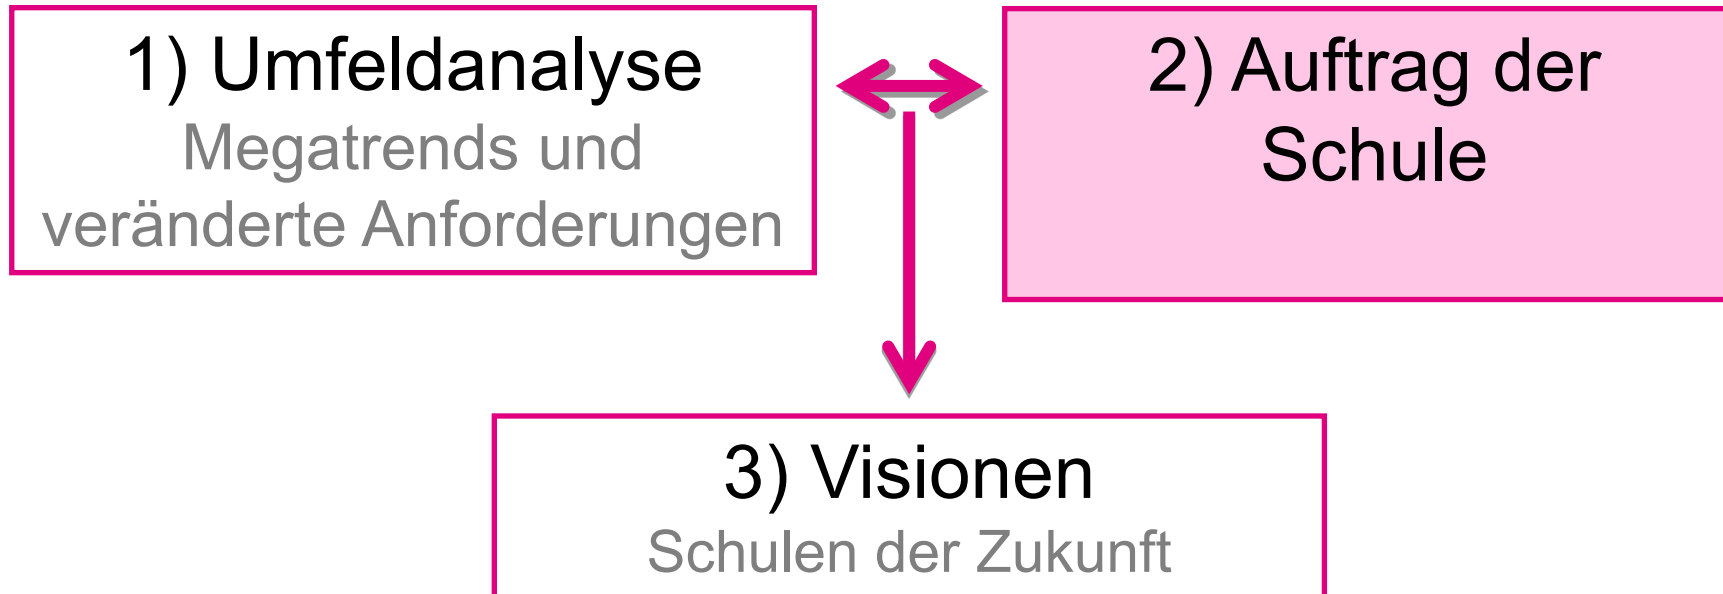 1) Umfeldanalyse
Megatrends und
veränderte Anforderungen
2) Auftrag der
Schule
3) Visionen
Schulen der Zukunft